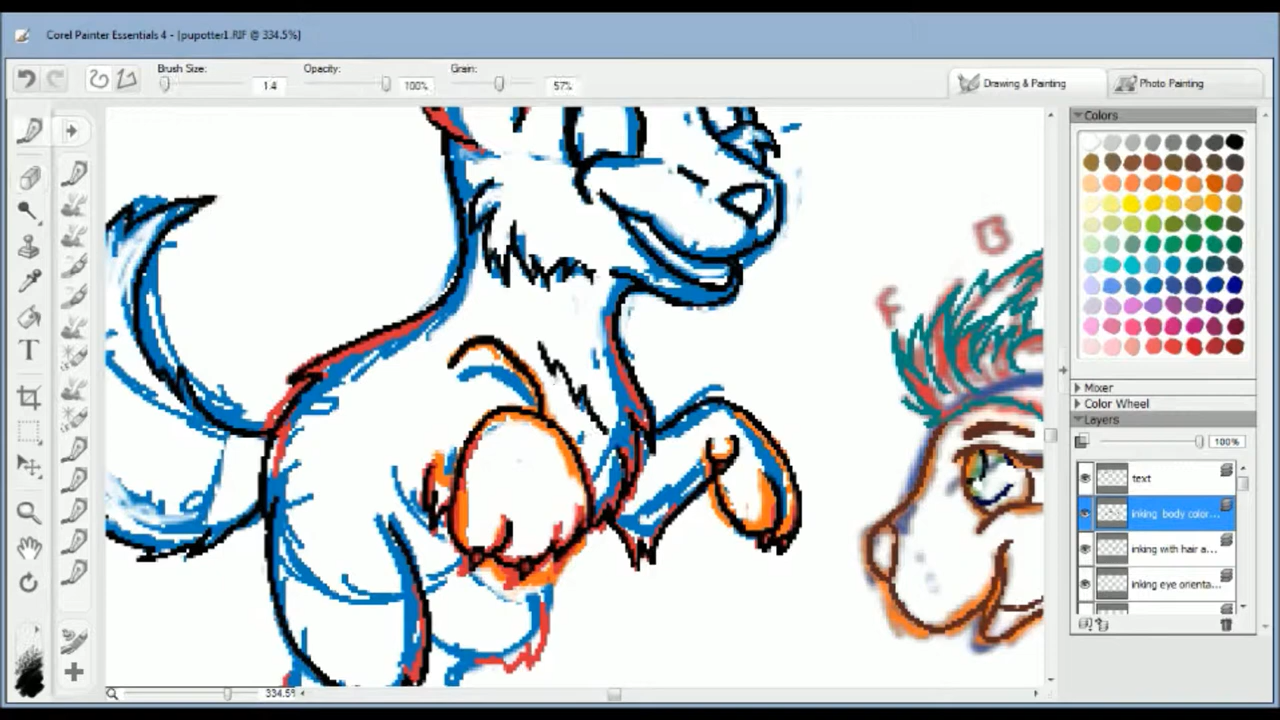 Corel Painter Essentials 4 - (pupotter1.RIF @ 334.5%)
Brush Size: 1.4 Opacity: 100% Grain: 57%
Drawing & Painting Photo Painting
Colors
B
F
Mixer
Color Wheel
Layers
100%
text
inking body color...
inking with hair a...
inking eye orienta...
334.5%